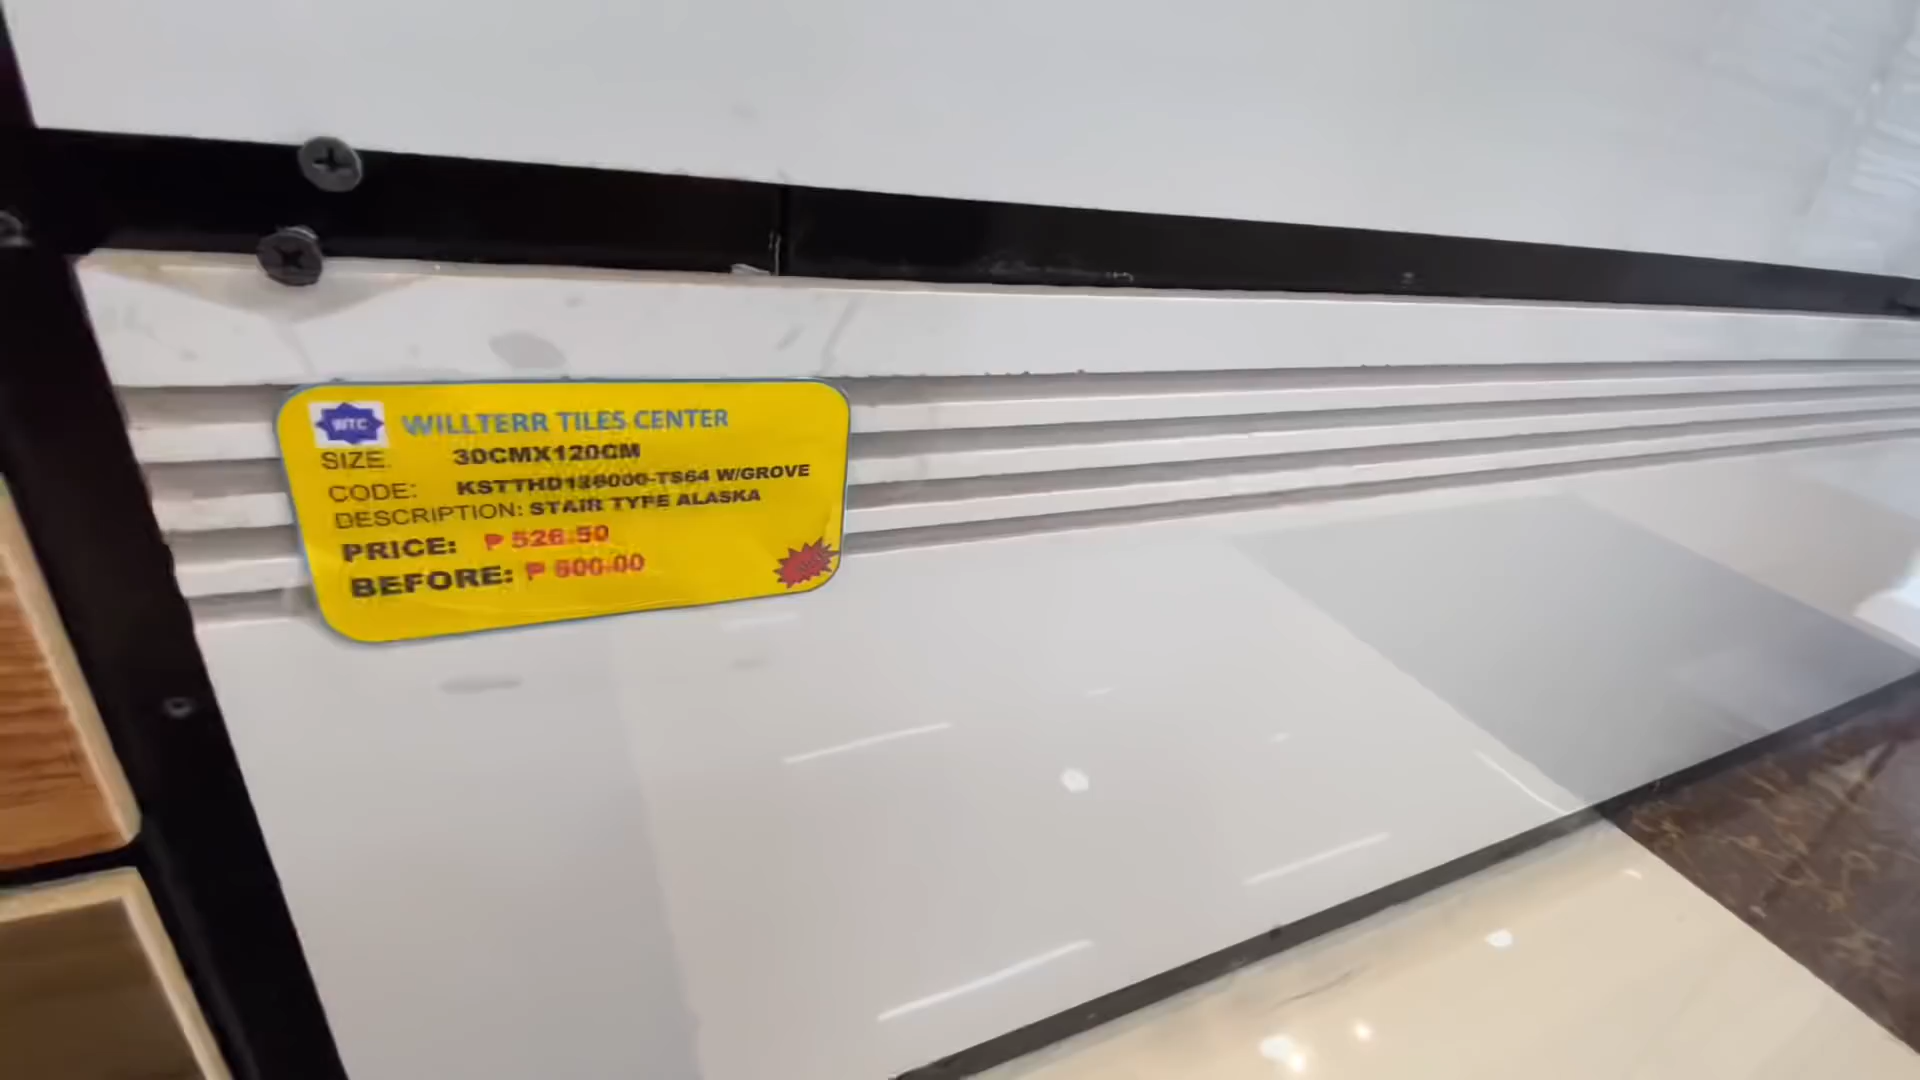 WTC WILLTERR TILES CENTER
SIZE: 30CMX120CM
CODE: KSTTHD126000-TS64 W/GROVE
DESCRIPTION: STAIR TYPE ALASKA
PRICE: ₱ 526.50
BEFORE: ₱ 600.00